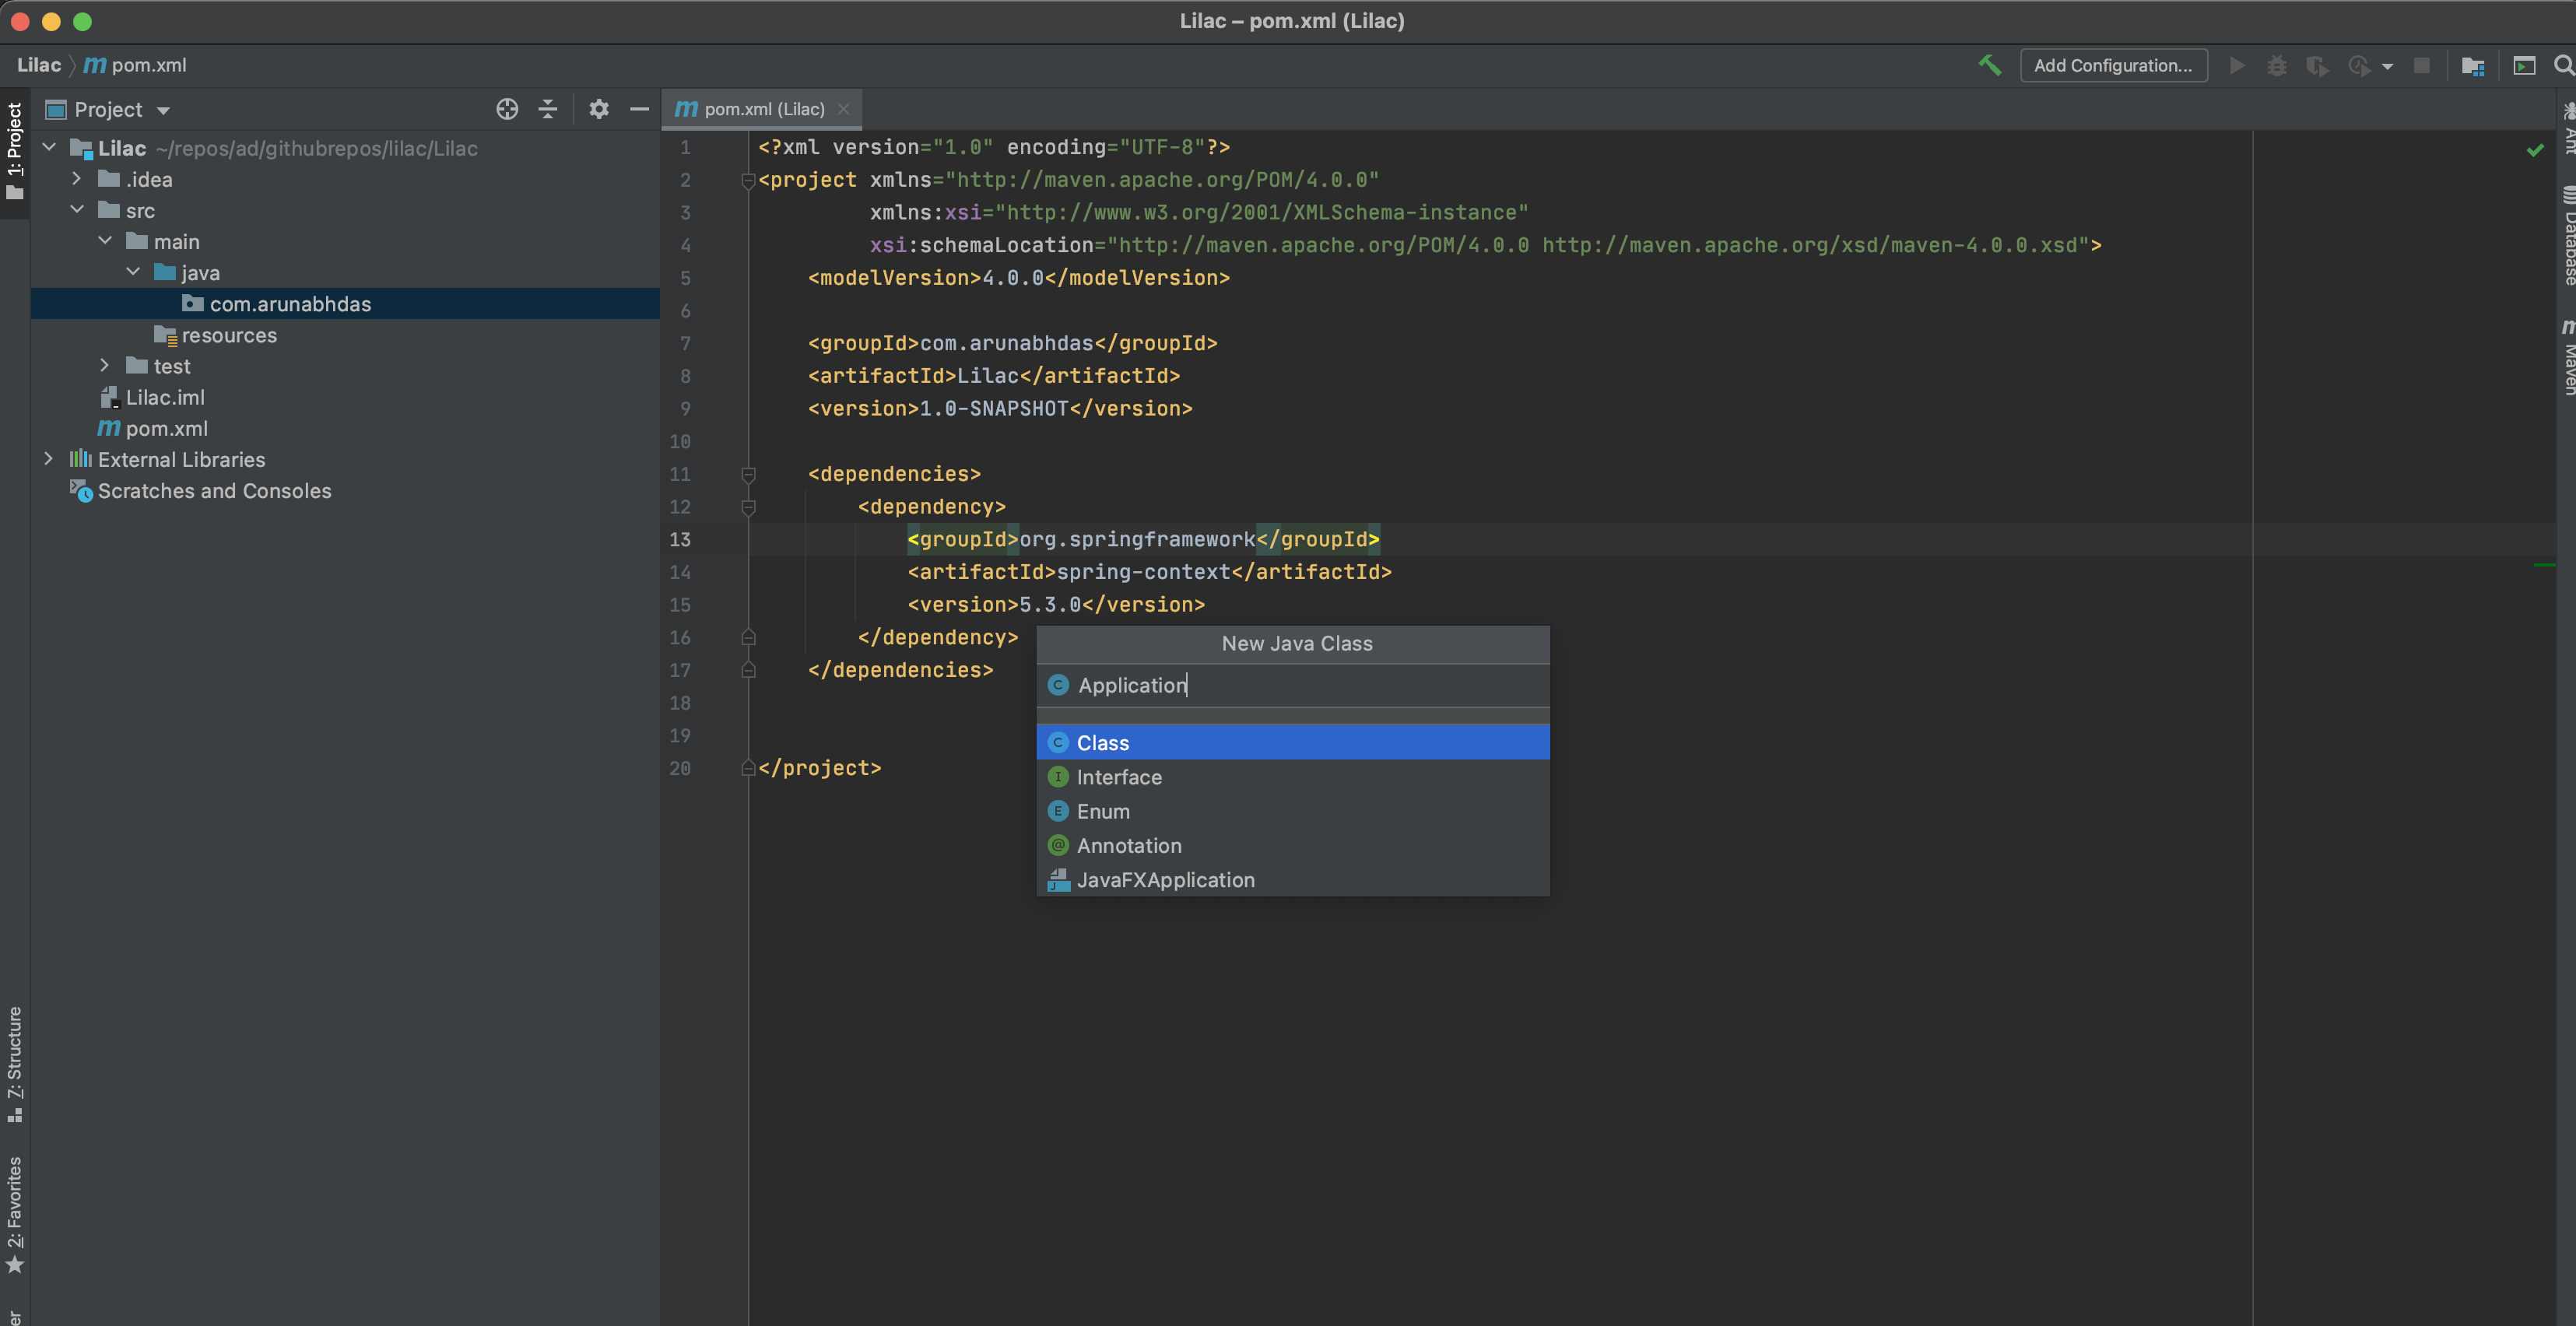 Lilac – pom.xml (Lilac)
Lilac
m pom.xml
Add Configuration...
1: Project
7: Structure
2: Favorites
Project
Lilac ~/repos/ad/githubrepos/lilac/Lilac
.idea
src
main
java
com.arunabhdas
resources
test
Lilac.iml
m pom.xml
External Libraries
Scratches and Consoles
m pom.xml (Lilac)
1 <?xml version="1.0" encoding="UTF-8"?>
2 <project xmlns="http://maven.apache.org/POM/4.0.0"
3 xmlns:xsi="http://www.w3.org/2001/XMLSchema-instance"
4 xsi:schemaLocation="http://maven.apache.org/POM/4.0.0 http://maven.apache.org/xsd/maven-4.0.0.xsd">
5 <modelVersion>4.0.0</modelVersion>
6
7 <groupId>com.arunabhdas</groupId>
8 <artifactId>Lilac</artifactId>
9 <version>1.0-SNAPSHOT</version>
10
11 <dependencies>
12 <dependency>
13 <groupId>org.springframework</groupId>
14 <artifactId>spring-context</artifactId>
15 <version>5.3.0</version>
16 </dependency>
17 </dependencies>
18
19
20 </project>
New Java Class
C Application
C Class
I Interface
E Enum
@ Annotation
J JavaFXApplication
Ant
Database
m Maven